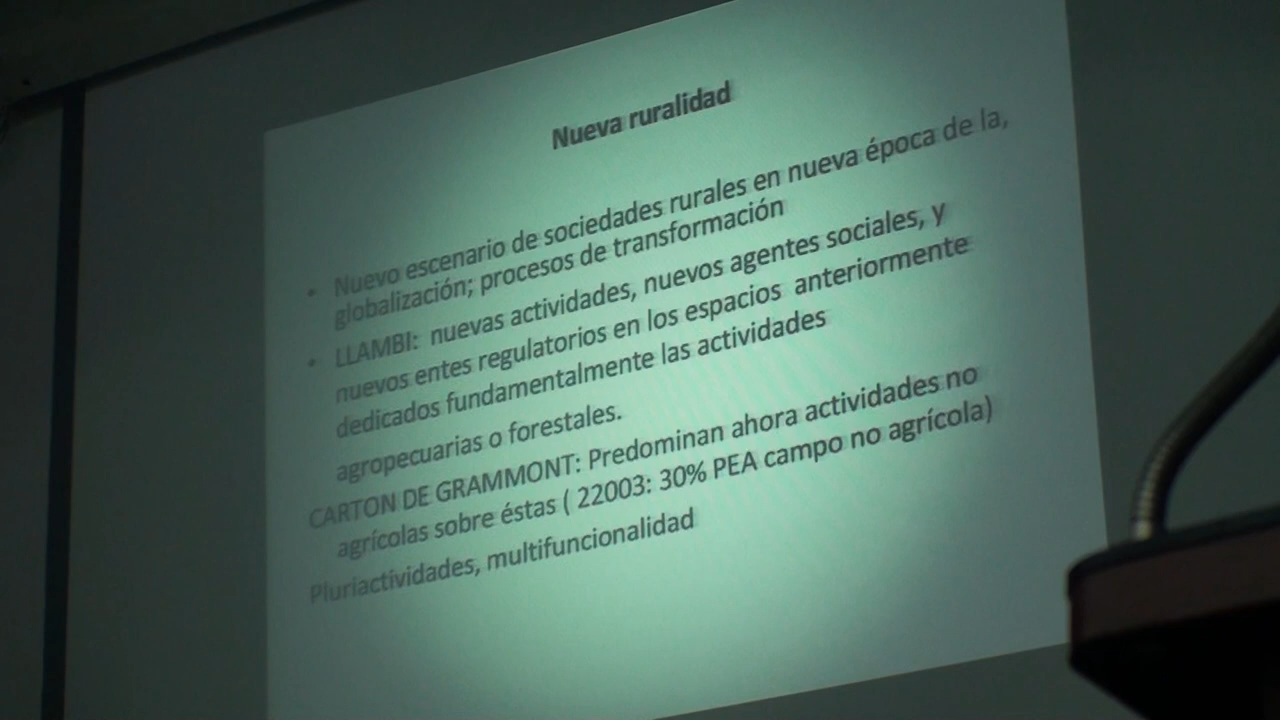 Nueva ruralidad
• Nuevo escenario de sociedades rurales en nueva época de la,
globalización; procesos de transformación
• LLAMBI: nuevas actividades, nuevos agentes sociales, y
nuevos entes regulatorios en los espacios anteriormente
dedicados fundamentalmente las actividades
agropecuarias o forestales.
CARTON DE GRAMMONT: Predominan ahora actividades no
agrícolas sobre éstas ( 22003: 30% PEA campo no agrícola)
Pluriactividades, multifuncionalidad